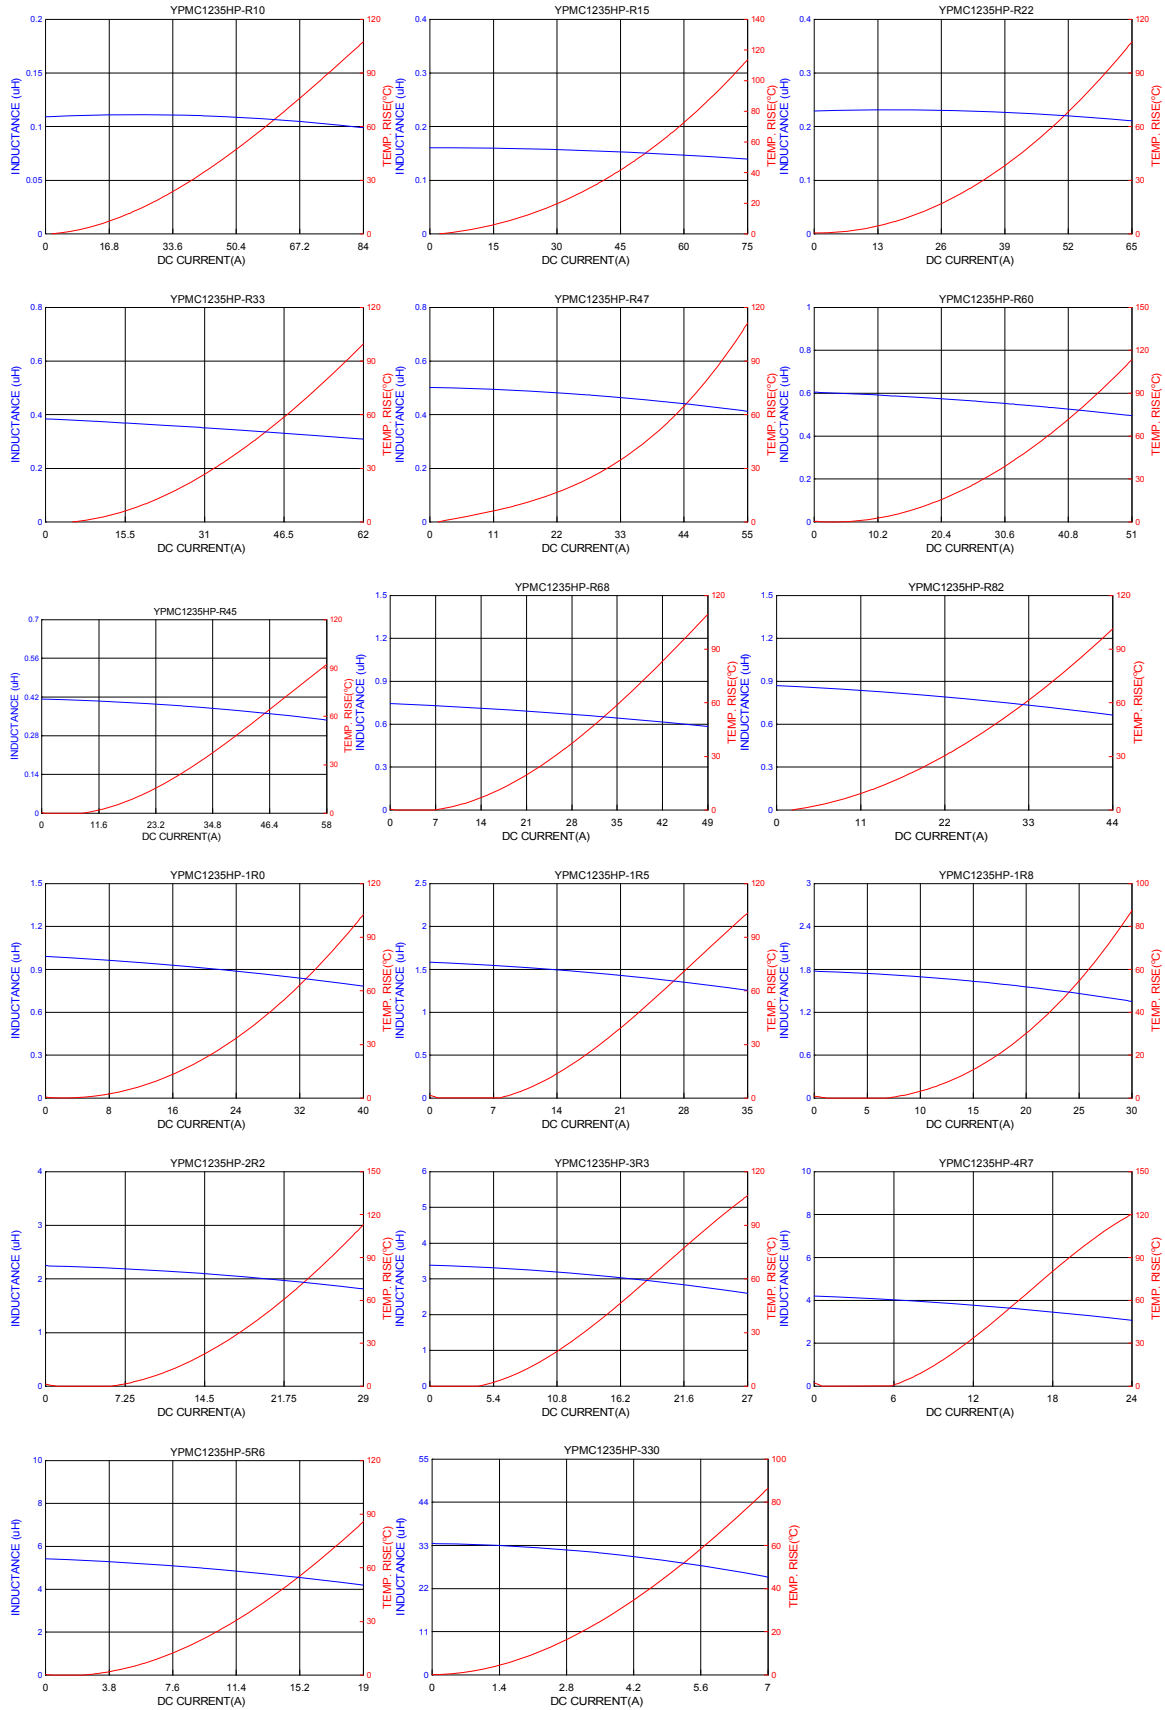 YPMC1235HP-R10
INDUCTANCE (uH)
0.2
0.15
0.1
0.05
0
120
90
60
30
0
TEMP. RISE(°C)
0 16.8 33.6 50.4 67.2 84
DC CURRENT(A)
YPMC1235HP-R15
INDUCTANCE (uH)
0.4
0.3
0.2
0.1
0
140
120
100
80
60
40
20
0
TEMP. RISE(°C)
0 15 30 45 60 75
DC CURRENT(A)
YPMC1235HP-R22
INDUCTANCE (uH)
0.4
0.3
0.2
0.1
0
120
90
60
30
0
TEMP. RISE(°C)
0 13 26 39 52 65
DC CURRENT(A)
YPMC1235HP-R33
INDUCTANCE (uH)
0.8
0.6
0.4
0.2
0
120
90
60
30
0
TEMP. RISE(°C)
0 15.5 31 46.5 62
DC CURRENT(A)
YPMC1235HP-R47
INDUCTANCE (uH)
0.8
0.6
0.4
0.2
0
120
90
60
30
0
TEMP. RISE(°C)
0 11 22 33 44 55
DC CURRENT(A)
YPMC1235HP-R60
INDUCTANCE (uH)
1
0.8
0.6
0.4
0.2
0
150
120
90
60
30
0
TEMP. RISE(°C)
0 10.2 20.4 30.6 40.8 51
DC CURRENT(A)
YPMC1235HP-R45
INDUCTANCE (uH)
0.7
0.56
0.42
0.28
0.14
0
120
90
60
30
0
TEMP. RISE(°C)
0 11.6 23.2 34.8 46.4 58
DC CURRENT(A)
YPMC1235HP-R68
INDUCTANCE (uH)
1.5
1.2
0.9
0.6
0.3
0
120
90
60
30
0
TEMP. RISE(°C)
0 7 14 21 28 35 42 49
DC CURRENT(A)
YPMC1235HP-R82
INDUCTANCE (uH)
1.5
1.2
0.9
0.6
0.3
0
120
90
60
30
0
TEMP. RISE(°C)
0 11 22 33 44
DC CURRENT(A)
YPMC1235HP-1R0
INDUCTANCE (uH)
1.5
1.2
0.9
0.6
0.3
0
120
90
60
30
0
TEMP. RISE(°C)
0 8 16 24 32 40
DC CURRENT(A)
YPMC1235HP-1R5
INDUCTANCE (uH)
2.5
2
1.5
1
0.5
0
120
90
60
30
0
TEMP. RISE(°C)
0 7 14 21 28 35
DC CURRENT(A)
YPMC1235HP-1R8
INDUCTANCE (uH)
3
2.4
1.8
1.2
0.6
0
100
80
60
40
20
0
TEMP. RISE(°C)
0 5 10 15 20 25 30
DC CURRENT(A)
YPMC1235HP-2R2
INDUCTANCE (uH)
4
3
2
1
0
150
120
90
60
30
0
TEMP. RISE(°C)
0 7.25 14.5 21.75 29
DC CURRENT(A)
YPMC1235HP-3R3
INDUCTANCE (uH)
6
5
4
3
2
1
0
120
90
60
30
0
TEMP. RISE(°C)
0 5.4 10.8 16.2 21.6 27
DC CURRENT(A)
YPMC1235HP-4R7
INDUCTANCE (uH)
10
8
6
4
2
0
150
120
90
60
30
0
TEMP. RISE(°C)
0 6 12 18 24
DC CURRENT(A)
YPMC1235HP-5R6
INDUCTANCE (uH)
10
8
6
4
2
0
120
90
60
30
0
TEMP. RISE(°C)
0 3.8 7.6 11.4 15.2 19
DC CURRENT(A)
YPMC1235HP-330
INDUCTANCE (uH)
55
44
33
22
11
0
100
80
60
40
20
0
TEMP. RISE(°C)
0 1.4 2.8 4.2 5.6 7
DC CURRENT(A)